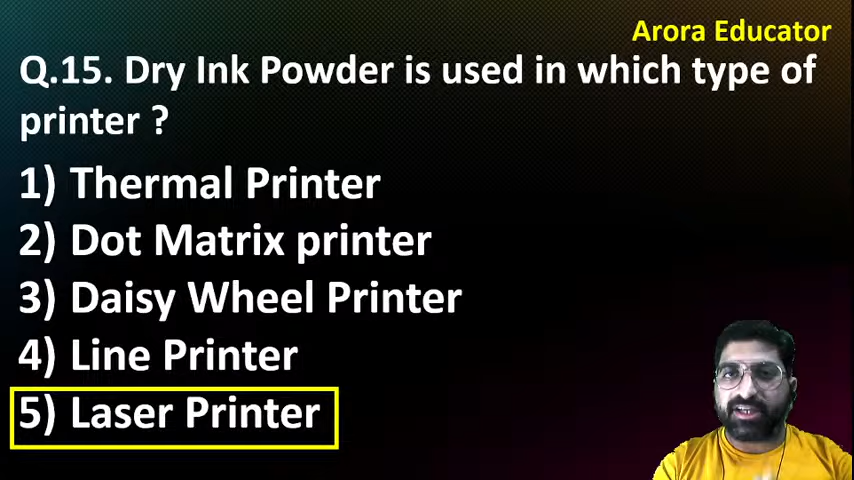 Arora Educator
Q.15. Dry Ink Powder is used in which type of
printer ?
1) Thermal Printer
2) Dot Matrix printer
3) Daisy Wheel Printer
4) Line Printer
5) Laser Printer